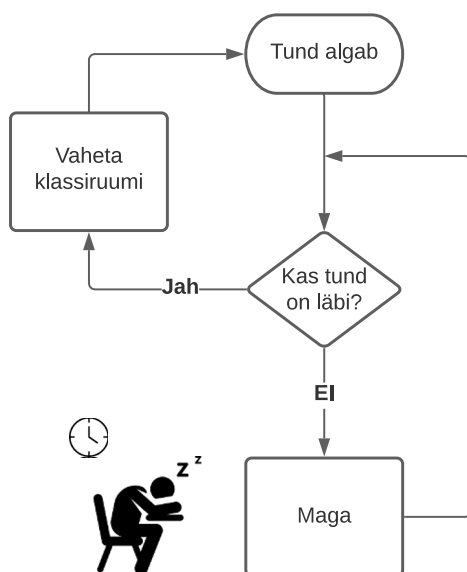 Tund algab
Vaheta
klassiruumi
Kas tund
on läbi?
Jah
EI
z z
Maga